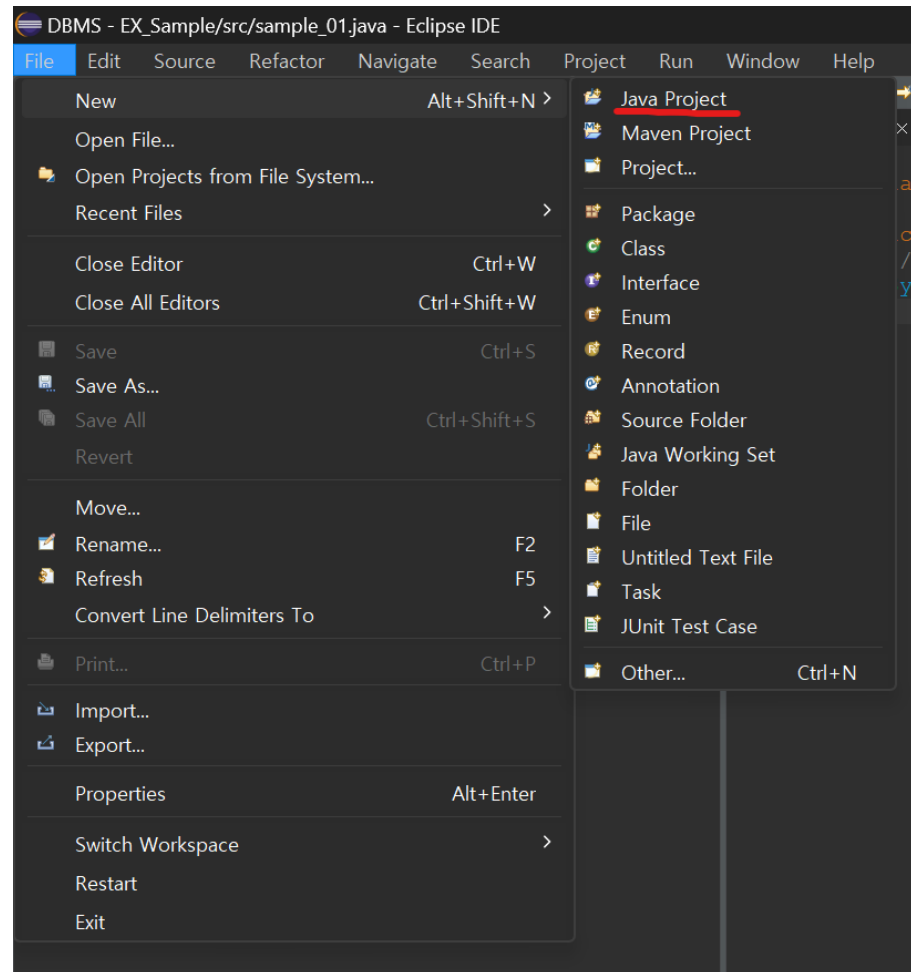 DBMS - EX_Sample/src/sample_01.java - Eclipse IDE
File Edit Source Refactor Navigate Search Project Run Window Help
New Alt+Shift+N >
Open File...
Open Projects from File System...
Recent Files >
Close Editor Ctrl+W
Close All Editors Ctrl+Shift+W
Save Ctrl+S
Save As...
Save All Ctrl+Shift+S
Revert
Move...
Rename... F2
Refresh F5
Convert Line Delimiters To >
Print... Ctrl+P
Import...
Export...
Properties Alt+Enter
Switch Workspace >
Restart
Exit
Java Project
Maven Project
Project...
Package
Class
Interface
Enum
Record
Annotation
Source Folder
Java Working Set
Folder
File
Untitled Text File
Task
JUnit Test Case
Other... Ctrl+N